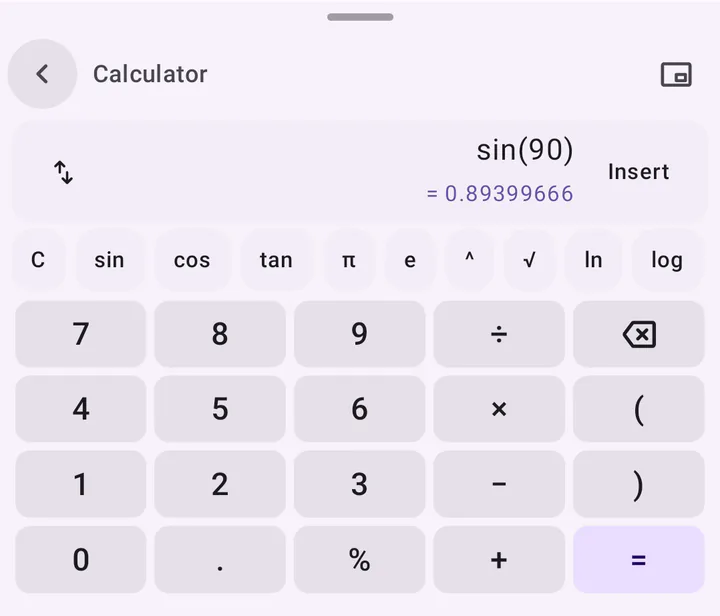 Calculator
sin(90)
= 0.89399666
Insert
C sin cos tan π e ^ √ ln log
7 8 9 ÷
4 5 6 × (
1 2 3 − )
0 . % + =